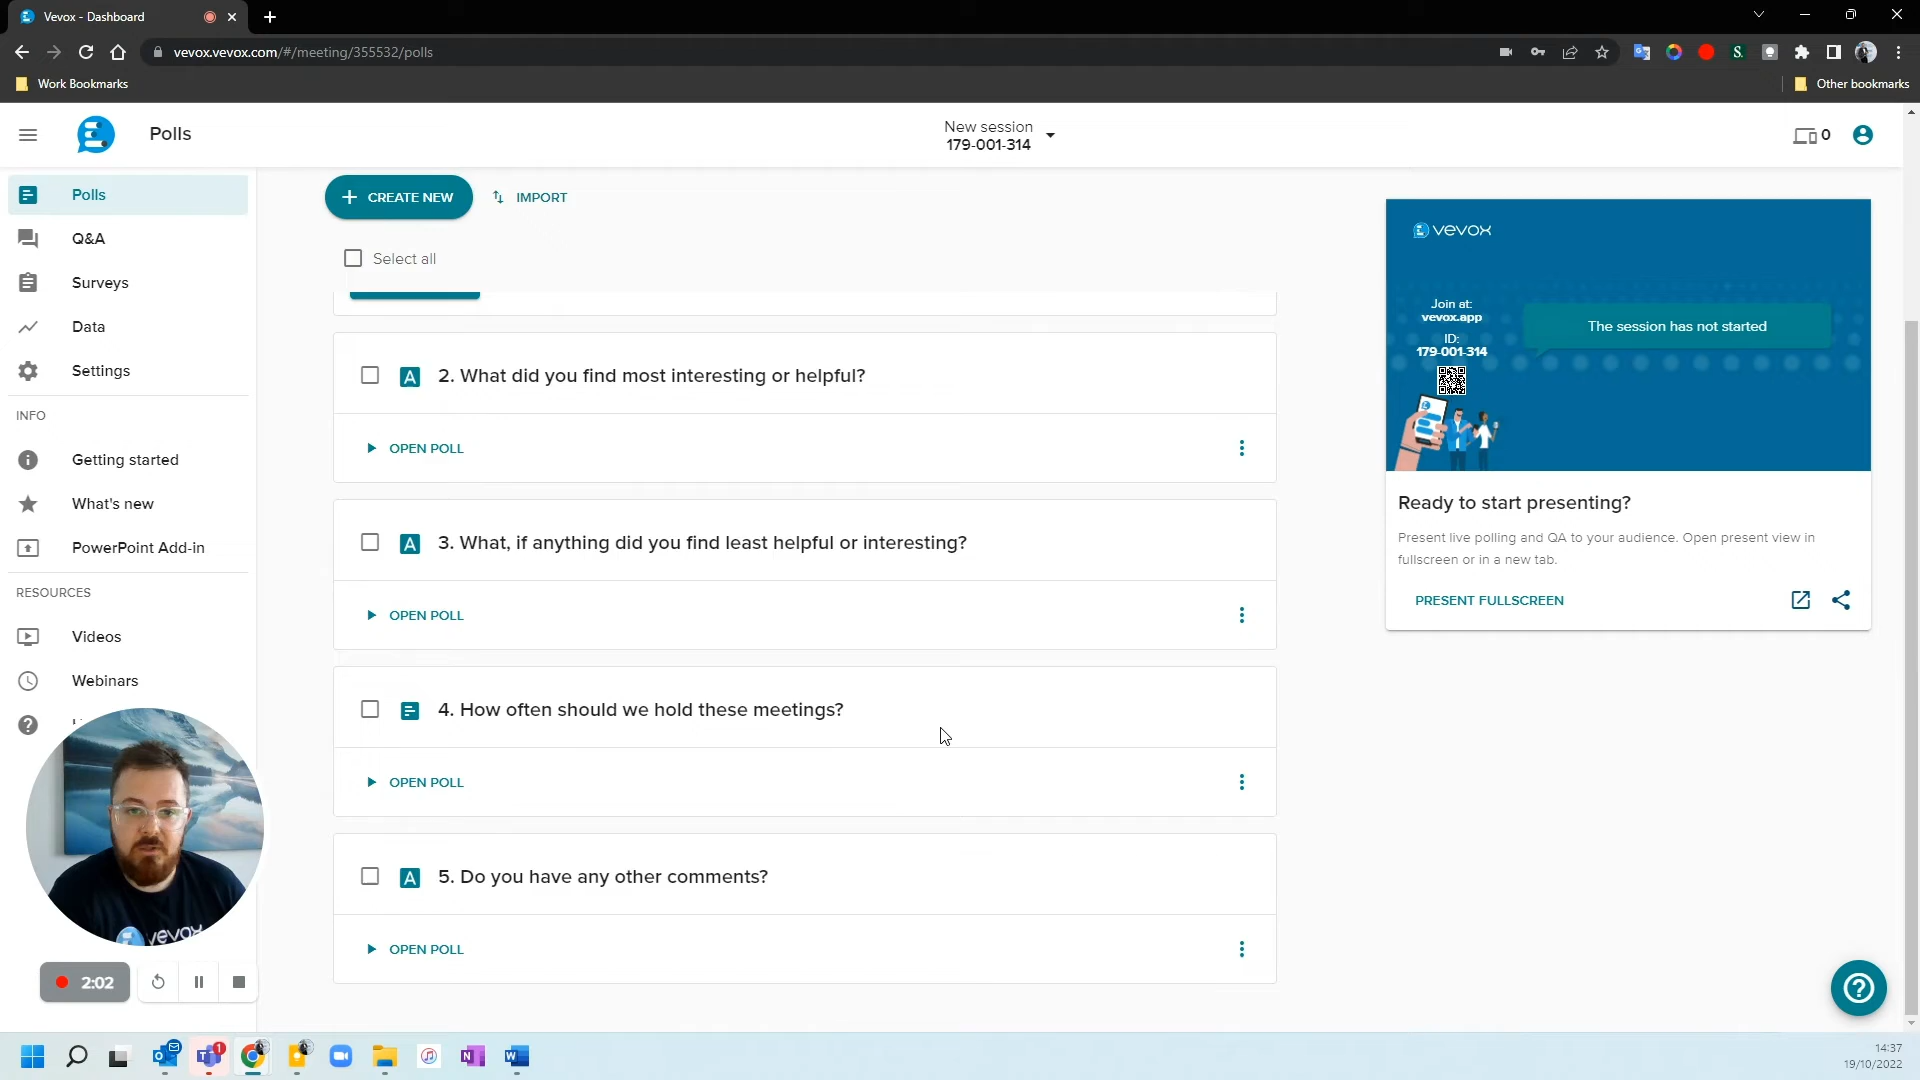 Vevox - Dashboard
vevox.vevox.com/#/meeting/355532/polls
Work Bookmarks
Other bookmarks
Polls
New session
179-001-314
0
Polls
Q&A
Surveys
Data
Settings
INFO
Getting started
What's new
PowerPoint Add-in
RESOURCES
Videos
Webinars
CREATE NEW
IMPORT
Select all
2. What did you find most interesting or helpful?
OPEN POLL
3. What, if anything did you find least helpful or interesting?
OPEN POLL
4. How often should we hold these meetings?
OPEN POLL
5. Do you have any other comments?
OPEN POLL
vevox
Join at:
vevox.app
ID:
179-001-314
The session has not started
Ready to start presenting?
Present live polling and QA to your audience. Open present view in
fullscreen or in a new tab.
PRESENT FULLSCREEN
vevox
2:02
1
14:37
19/10/2022